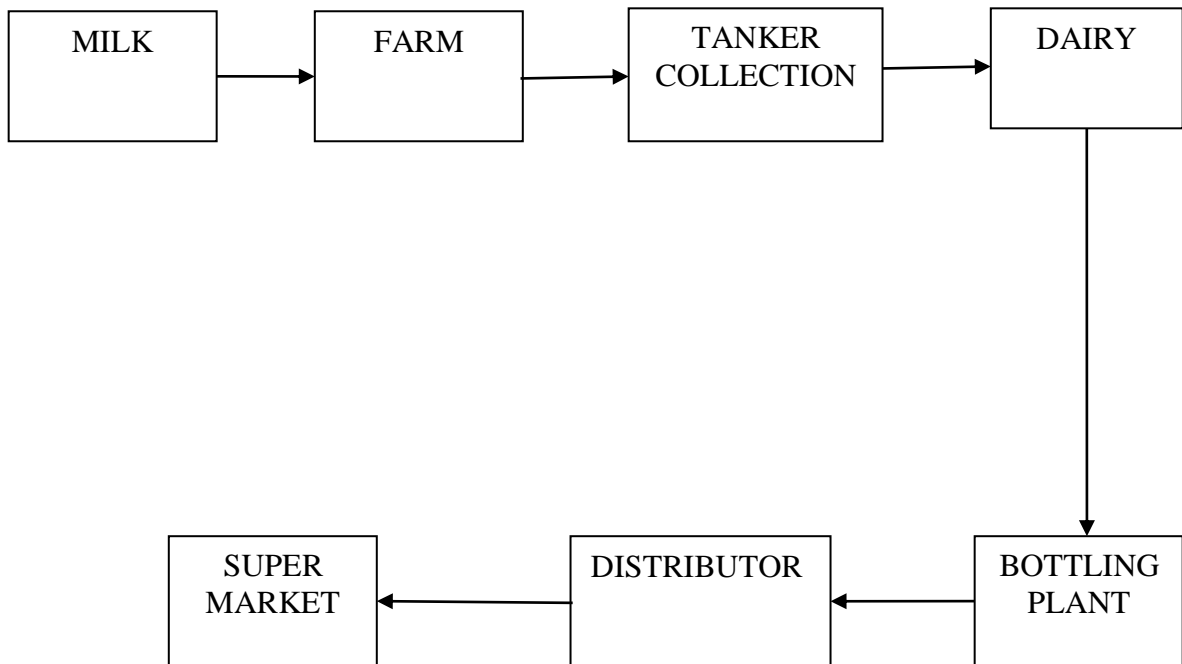 MILK
FARM
TANKER
COLLECTION
DAIRY
SUPER
MARKET
DISTRIBUTOR
BOTTLING
PLANT